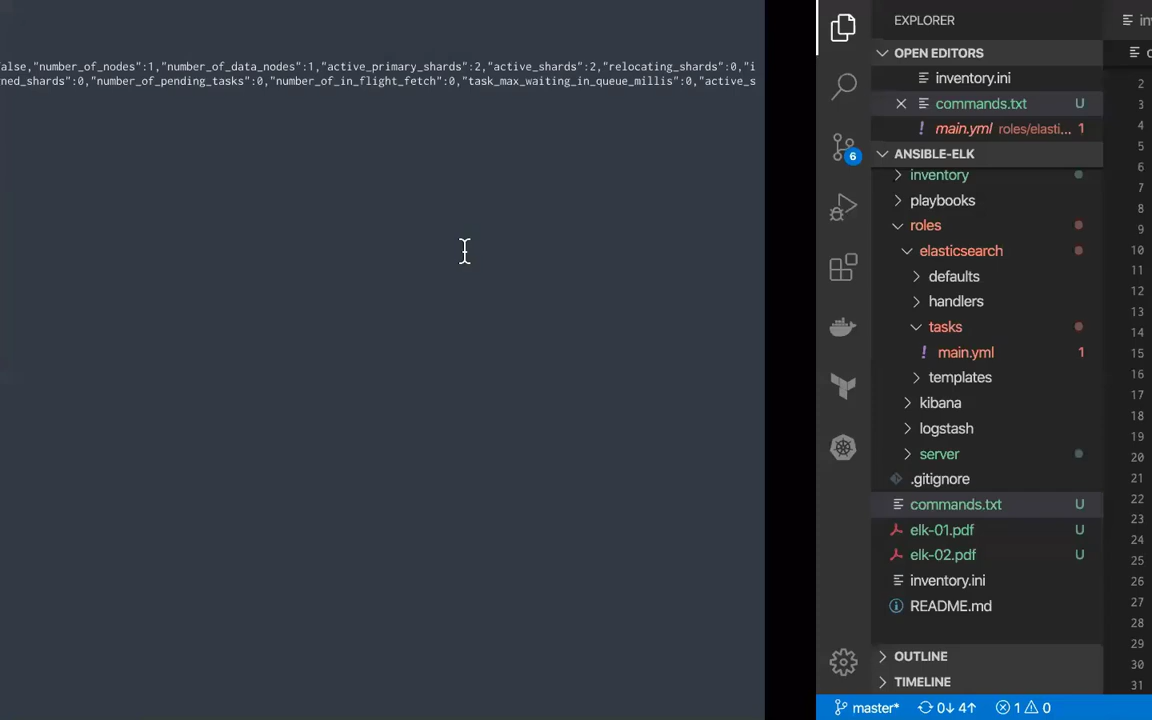 alse,"number_of_nodes":1,"number_of_data_nodes":1,"active_primary_shards":2,"active_shards":2,"relocating_shards":0,"i
ned_shards":0,"number_of_pending_tasks":0,"number_of_in_flight_fetch":0,"task_max_waiting_in_queue_millis":0,"active_s
EXPLORER
OPEN EDITORS
inventory.ini
commands.txt U
main.yml roles/elasti... 1
6
ANSIBLE-ELK
inventory
playbooks
roles
elasticsearch
defaults
handlers
tasks
main.yml 1
templates
kibana
logstash
server
.gitignore
commands.txt U
elk-01.pdf U
elk-02.pdf U
inventory.ini
README.md
OUTLINE
TIMELINE
master* 0↓ 4↑ 1 0
inv
c
2
3
4
5
6
7
8
9
10
11
12
13
14
15
16
17
18
19
20
21
22
23
24
25
26
27
28
29
30
31